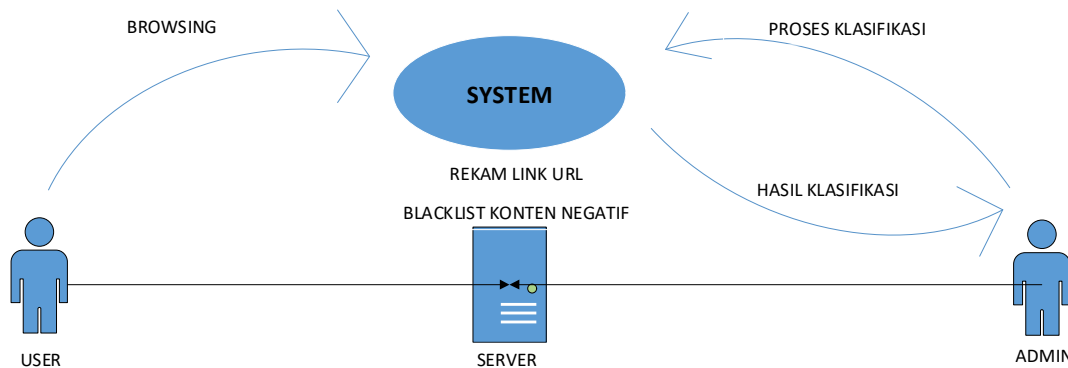 BROWSING
PROSES KLASIFIKASI
SYSTEM
REKAM LINK URL
HASIL KLASIFIKASI
BLACKLIST KONTEN NEGATIF
USER
SERVER
ADMIN